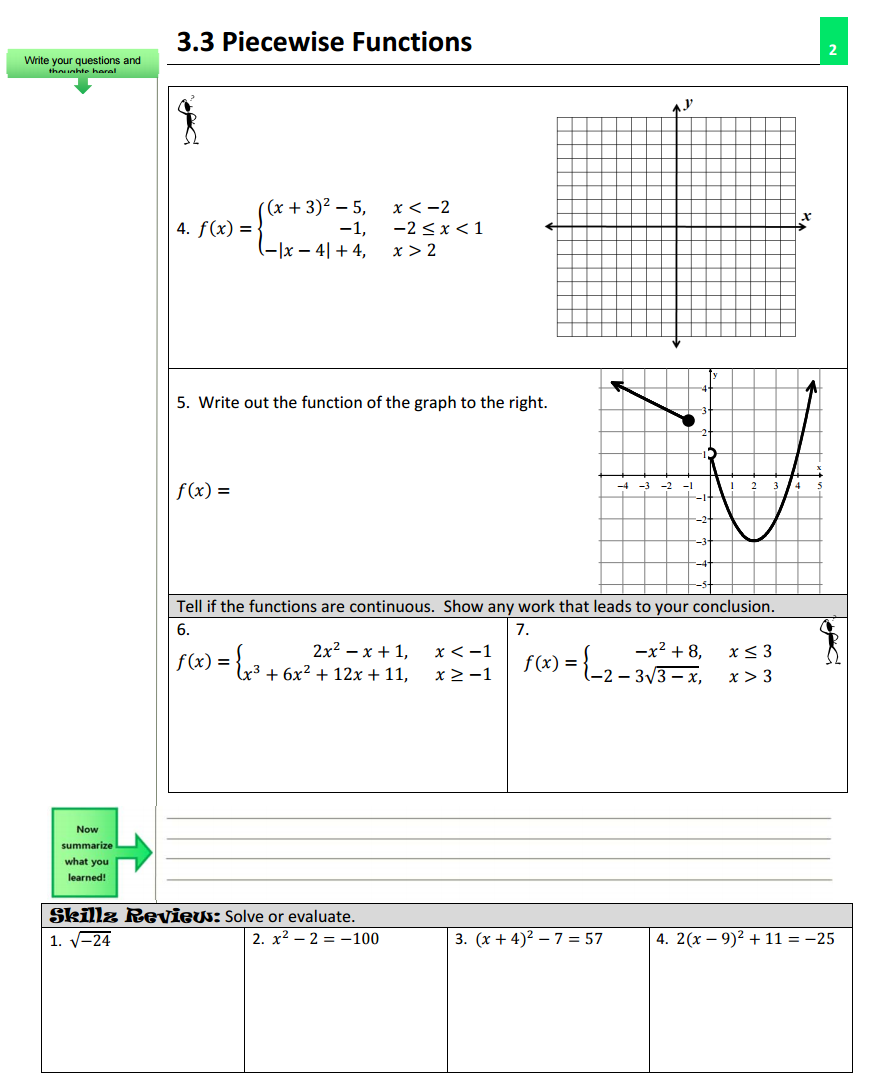 3.3 Piecewise Functions
2
Write your questions and
thoughts here!
y
x
4. f(x) = { (x + 3)² − 5, x < −2
−1, −2 ≤ x < 1
−|x − 4| + 4, x > 2
5. Write out the function of the graph to the right.
f(x) =
y
4
3
2
1
x
−4 −3 −2 −1 1 2 3 4 5
−1
−2
−3
−4
−5
Tell if the functions are continuous. Show any work that leads to your conclusion.
6.
f(x) = { 2x² − x + 1, x < −1
x³ + 6x² + 12x + 11, x ≥ −1
7.
f(x) = { −x² + 8, x ≤ 3
−2 − 3√(3 − x), x > 3
Now
summarize
what you
learned!
Skillz Review: Solve or evaluate.
1. √−24
2. x² − 2 = −100
3. (x + 4)² − 7 = 57
4. 2(x − 9)² + 11 = −25